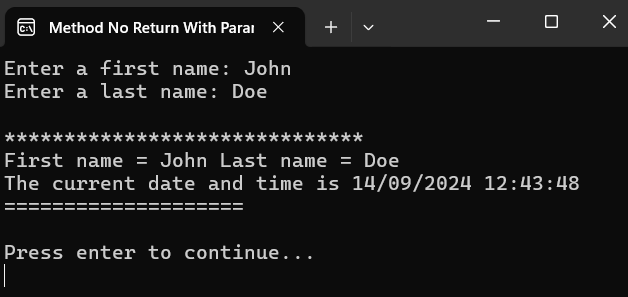 Method No Return With Para
Enter a first name: John
Enter a last name: Doe
******************************
First name = John Last name = Doe
The current date and time is 14/09/2024 12:43:48
====================
Press enter to continue...